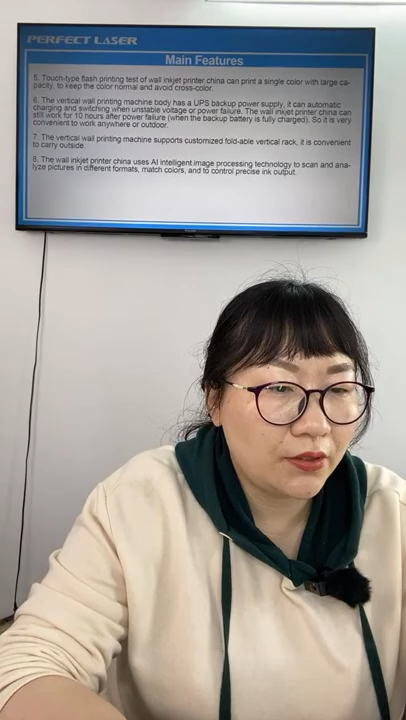 PERFECT LASER
Main Features
5. Touch-type flash printing test of wall inkjet printer china can print a single color with large ca-
pacity, to keep the color normal and avoid cross-color.
6. The vertical wall printing machine body has a UPS backup power supply, it can automatic
charging and switching when unstable voltage or power failure. The wall inkjet printer china can
still work for 10 hours after power failure (when the backup battery is fully charged). So it is very
convenient to work anywhere or outdoor.
7. The vertical wall printing machine supports customized fold-able vertical rack, it is convenient
to carry outside.
8. The wall inkjet printer china uses AI intelligent image processing technology to scan and ana-
lyze pictures in different formats, match colors, and to control precise ink output.